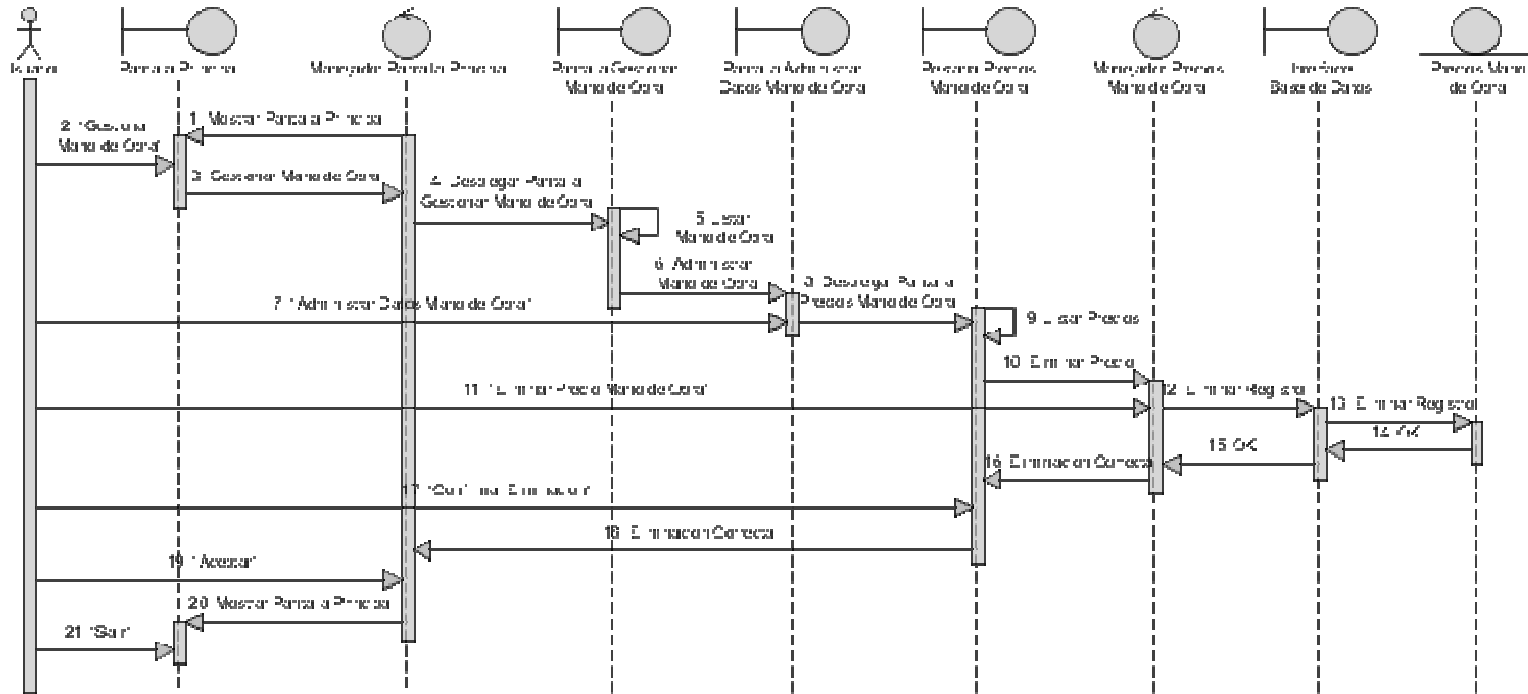 Usuario
Pantalla Principal
Manejador Pantalla Principal
Pantalla Gestionar
Mano de Obra
Pantalla Administrar
Datos Mano de Obra
Precios
Mano de Obra
Manejador Precios
Mano de Obra
Interface
Base de Datos
Precios Mano
de Obra
2 "Gestionar
Mano de Obra"
1 Mostrar Pantalla Principal
3 Gestionar Mano de Obra
4 Desplegar Pantalla
Gestionar Mano de Obra
5 Listar
Mano de Obra
6 Administrar
Mano de Obra
7 "Administrar Datos Mano de Obra"
8 Desplegar Pantalla
Precios Mano de Obra
9 Listar Precios
10 Eliminar Precio
11 "Eliminar Precio Mano de Obra"
12 Eliminar Registro
13 Eliminar Registro
14 OK
15 OK
16 Eliminacion Correcta
17 "Confirmar Eliminacion"
18 Eliminacion Correcta
19 "Aceptar"
20 Mostrar Pantalla Principal
21 "Salir"